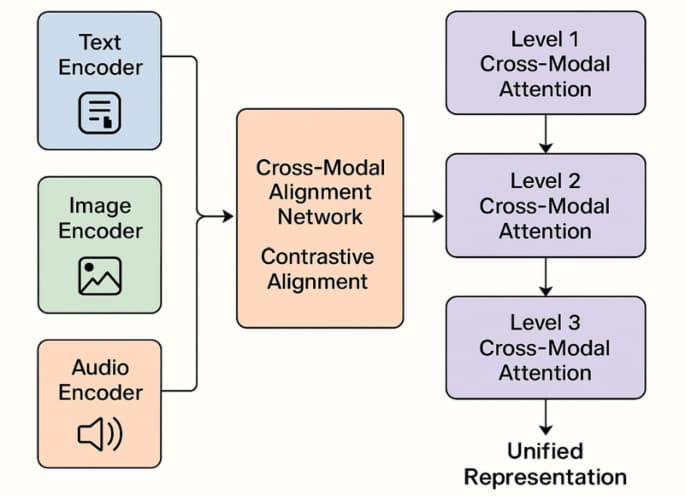 Text
Encoder
Image
Encoder
Audio
Encoder
Cross-Modal
Alignment
Network
Contrastive
Alignment
Level 1
Cross-Modal
Attention
Level 2
Cross-Modal
Attention
Level 3
Cross-Modal
Attention
Unified
Representation